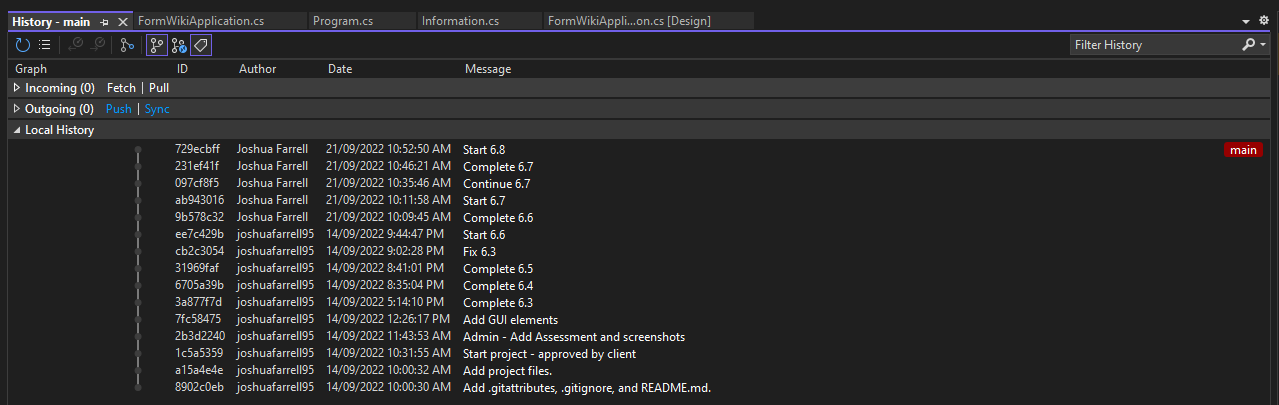 History - main FormWikiApplication.cs Program.cs Information.cs FormWikiAppli...on.cs [Design]
Filter History
Graph ID Author Date Message
Incoming (0) Fetch | Pull
Outgoing (0) Push | Sync
Local History
729ecbff Joshua Farrell 21/09/2022 10:52:50 AM Start 6.8 main
231ef41f Joshua Farrell 21/09/2022 10:46:21 AM Complete 6.7
097cf8f5 Joshua Farrell 21/09/2022 10:35:46 AM Continue 6.7
ab943016 Joshua Farrell 21/09/2022 10:11:58 AM Start 6.7
9b578c32 Joshua Farrell 21/09/2022 10:09:45 AM Complete 6.6
ee7c429b joshuafarrell95 14/09/2022 9:44:47 PM Start 6.6
cb2c3054 joshuafarrell95 14/09/2022 9:02:28 PM Fix 6.3
31969faf joshuafarrell95 14/09/2022 8:41:01 PM Complete 6.5
6705a39b joshuafarrell95 14/09/2022 8:35:04 PM Complete 6.4
3a877f7d joshuafarrell95 14/09/2022 5:14:10 PM Complete 6.3
7fc58475 joshuafarrell95 14/09/2022 12:26:17 PM Add GUI elements
2b3d2240 joshuafarrell95 14/09/2022 11:43:53 AM Admin - Add Assessment and screenshots
1c5a5359 joshuafarrell95 14/09/2022 10:31:55 AM Start project - approved by client
a15a4e4e joshuafarrell95 14/09/2022 10:00:32 AM Add project files.
8902c0eb joshuafarrell95 14/09/2022 10:00:30 AM Add .gitattributes, .gitignore, and README.md.